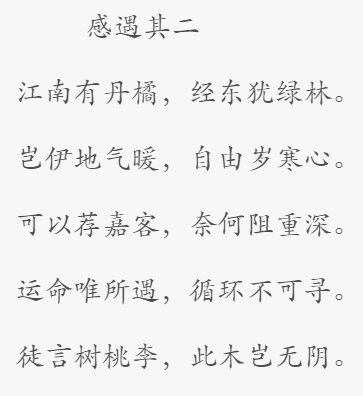 感遇其二
江南有丹橘，经东犹绿林。
岂伊地气暖，自由岁寒心。
可以荐嘉客，奈何阻重深。
运命唯所遇，循环不可寻。
徒言树桃李，此木岂无阴。